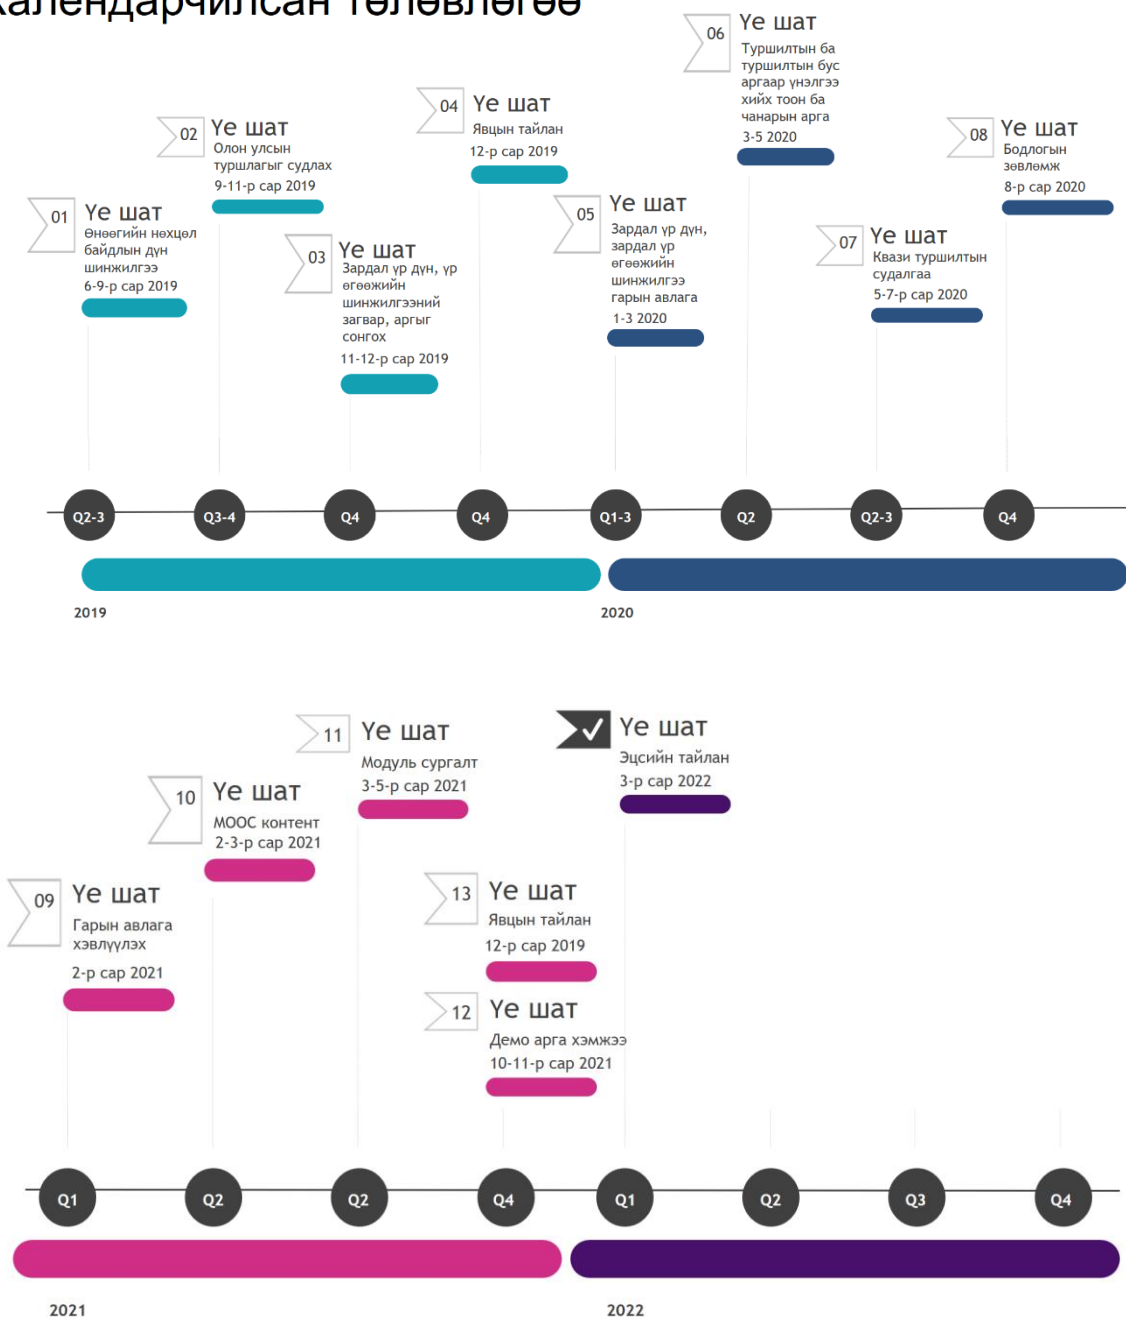 Календарчилсан төлөвлөгөө
06
Үе шат
Туршилтын ба
туршилтын бус
аргаар үнэлгээ
хийх тоон ба
чанарын арга
3-5 2020
04
Үе шат
Явцын тайлан
12-р сар 2019
02
Үе шат
Олон улсын
туршлагыг судлах
9-11-р сар 2019
08
Үе шат
Бодлогын
зөвлөмж
8-р сар 2020
01
Үе шат
Өнөөгийн нөхцөл
байдлын дүн
шинжилгээ
6-9-р сар 2019
05
Үе шат
Зардал үр дүн,
зардал үр
өгөөжийн
шинжилгээ
гарын авлага
1-3 2020
03
Үе шат
Зардал үр дүн, үр
өгөөжийн
шинжилгээний
загвар, аргыг
сонгох
11-12-р сар 2019
07
Үе шат
Квази туршилтын
судалгаа
5-7-р сар 2020
Q2-3 Q3-4 Q4 Q4 Q1-3 Q2 Q2-3 Q4
2019 2020
11
Үе шат
Модуль сургалт
3-5-р сар 2021
Үе шат
Эцсийн тайлан
3-р сар 2022
10
Үе шат
МООС контент
2-3-р сар 2021
09
Үе шат
Гарын авлага
хэвлүүлэх
2-р сар 2021
13
Үе шат
Явцын тайлан
12-р сар 2019
12
Үе шат
Демо арга хэмжээ
10-11-р сар 2021
Q1 Q2 Q2 Q4 Q1 Q2 Q3 Q4
2021 2022